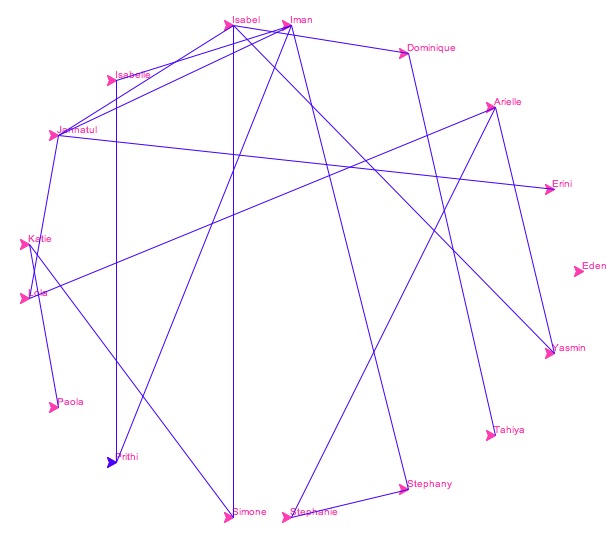 Isabel
Iman
Dominique
Isabelle
Arielle
Jannatul
Erini
Katie
Eden
Lola
Yasmin
Paola
Tahiya
Prithi
Stephany
Simone
Stephanie